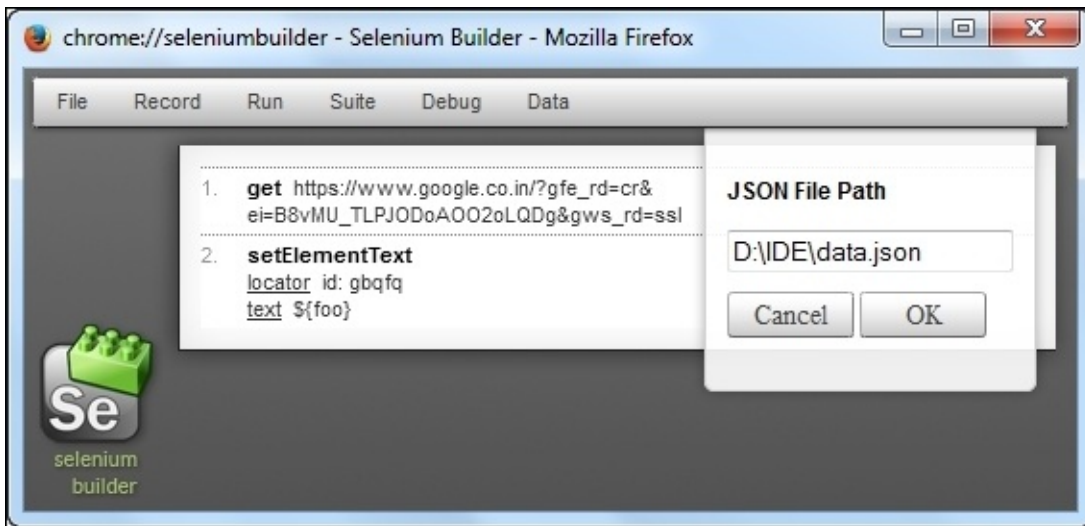 chrome://seleniumbuilder - Selenium Builder - Mozilla Firefox
File Record Run Suite Debug Data
1. get https://www.google.co.in/?gfe_rd=cr&
ei=B8vMU_TLPJODoAOO2oLQDg&gws_rd=ssl
2. setElementText
locator id: gbqfq
text ${foo}
JSON File Path
D:\IDE\data.json
Cancel OK
Se
selenium
builder